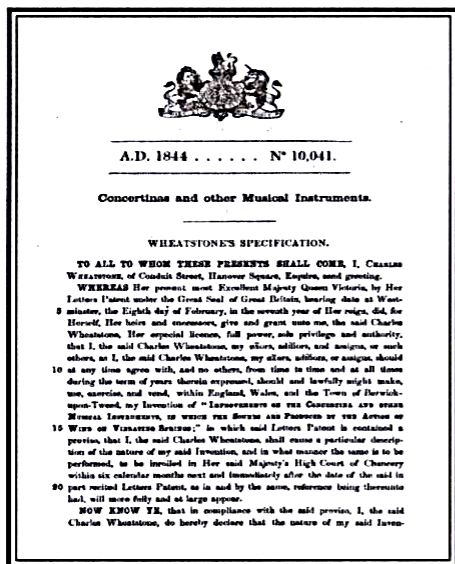 A.D. 1844 . . . . . . Nº 10,041.
Concertinas and other Musical Instruments.
WHEATSTONE'S SPECIFICATION.
TO ALL TO WHOM THESE PRESENTS SHALL COME, I, CHARLES
WHEATSTONE, of Conduit Street, Hanover Square, Esquire, send greeting.
WHEREAS Her present most Excellent Majesty Queen Victoria, by Her
Letters Patent under the Great Seal of Great Britain, bearing date at West-
5 minster, the Eighth day of February, in the seventh year of Her reign, did, for
Herself, Her heirs and successors, give and grant unto me, the said Charles
Wheatstone, Her especial licence, full power, sole privilege and authority,
that I, the said Charles Wheatstone, my exors, admors, and assigns, or such
others, as I, the said Charles Wheatstone, my exors, admors, or assigns, should
10 at any time agree with, and no others, from time to time and at all times
during the term of years therein expressed, should and lawfully might make,
use, exercise, and vend, within England, Wales, and the Town of Berwick-
upon-Tweed, my Invention of "IMPROVEMENTS ON THE CONCERTINA AND OTHER
MUSICAL INSTRUMENTS, IN WHICH THE SOUNDS ARE PRODUCED BY THE ACTION OF
15 WIND ON VIBRATING SPRINGS;" in which said Letters Patent is contained a
proviso, that I, the said Charles Wheatstone, shall cause a particular descrip-
tion of the nature of my said Invention, and in what manner the same is to be
performed, to be inrolled in Her said Majesty's High Court of Chancery
within six calendar months next and immediately after the date of the said in
20 part recited Letters Patent, as in and by the same, reference being thereunto
had, will more fully and at large appear.
NOW KNOW YE, that in compliance with the said proviso, I, the said
Charles Wheatstone, do hereby declare that the nature of my said Inven-